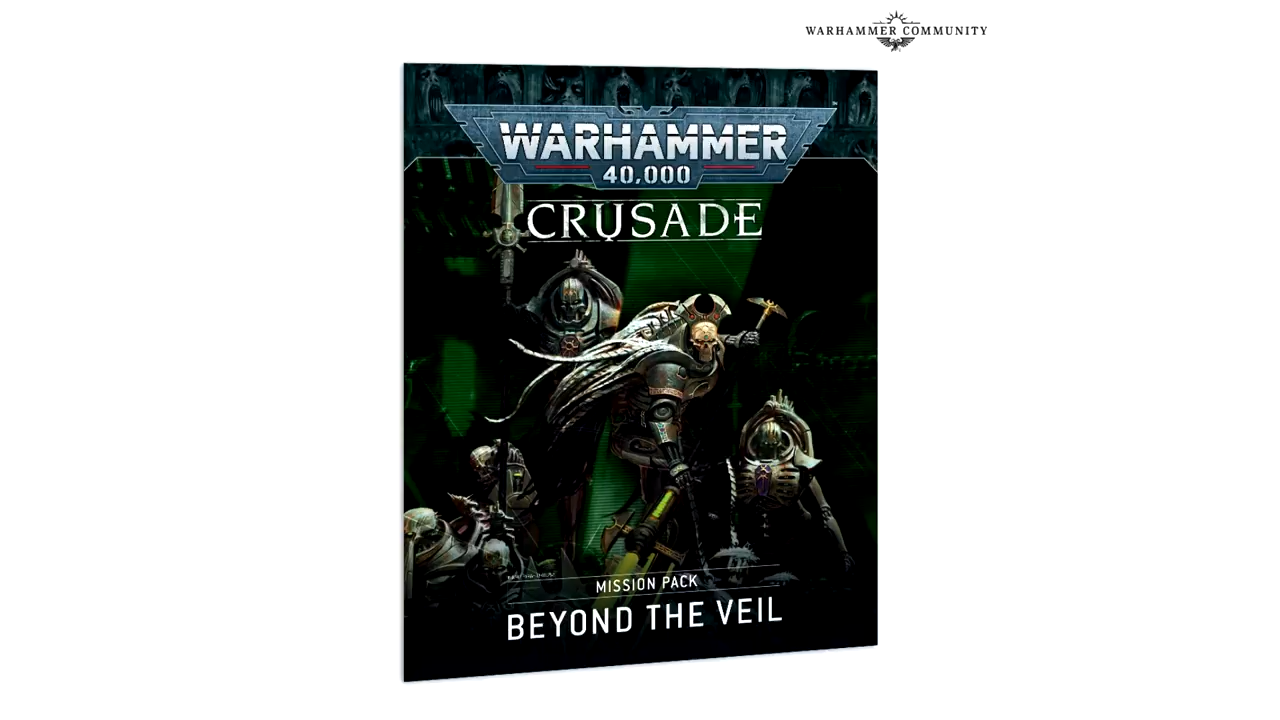 WARHAMMER COMMUNITY
WARHAMMER
40,000
CRUSADE
MISSION PACK
BEYOND THE VEIL